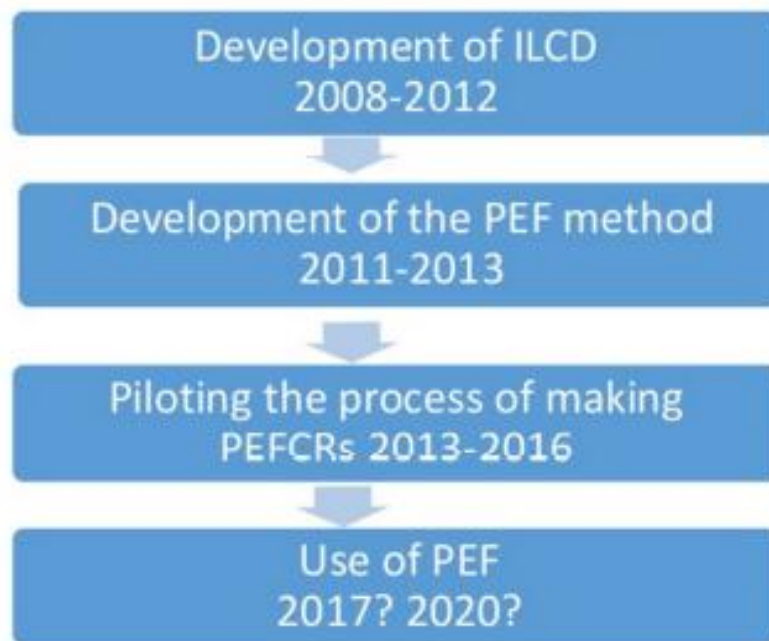 Development of ILCD
2008-2012
Development of the PEF method
2011-2013
Piloting the process of making
PEFCRs 2013-2016
Use of PEF
2017? 2020?